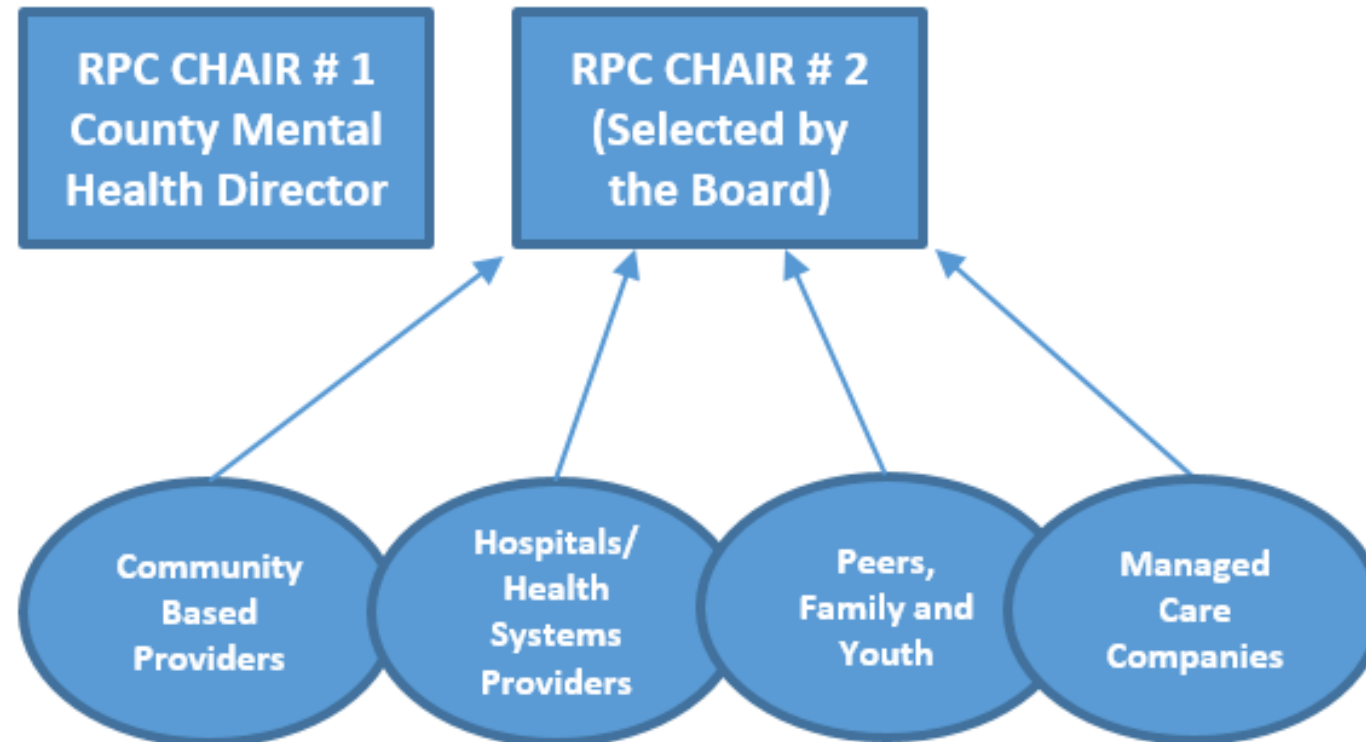 RPC CHAIR # 1
County Mental
Health Director
RPC CHAIR # 2
(Selected by
the Board)
Community
Based
Providers
Hospitals/
Health
Systems
Providers
Peers,
Family and
Youth
Managed
Care
Companies